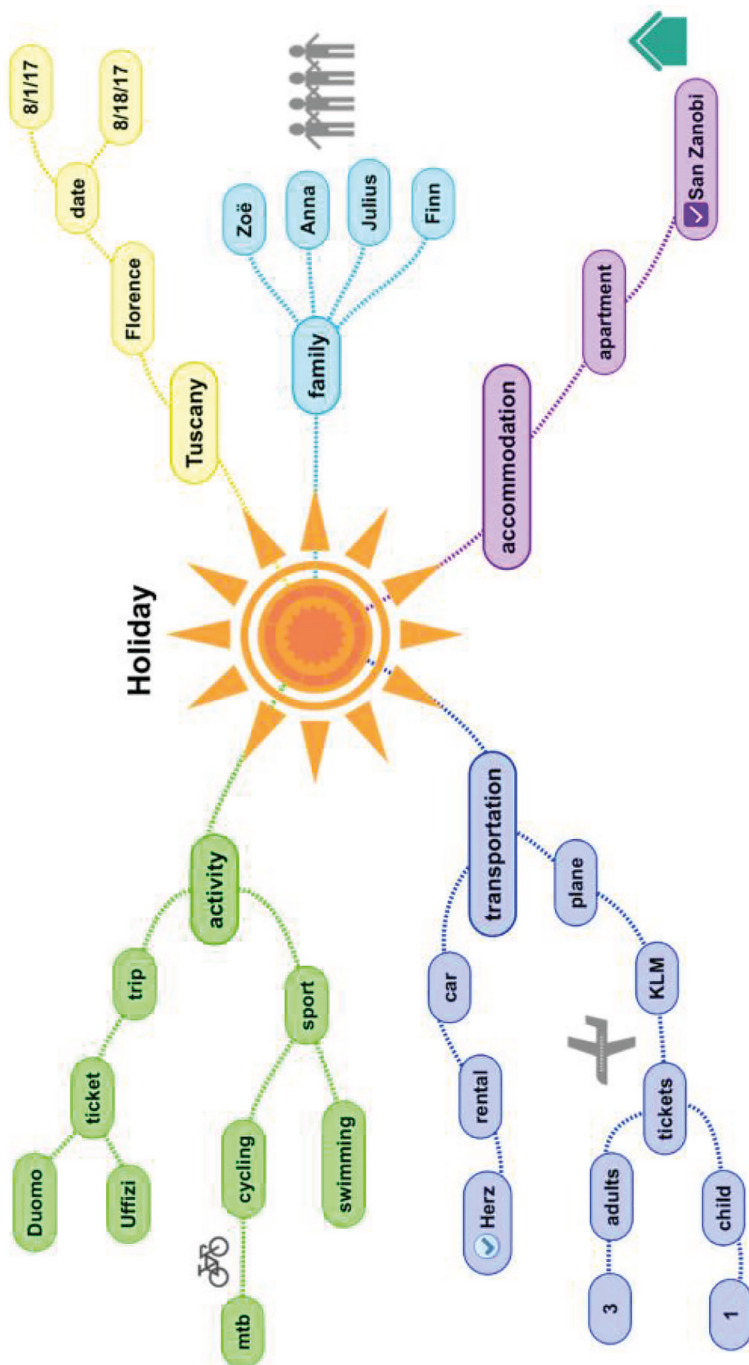 Holiday
Tuscany
Florence
date
8/1/17
8/18/17
family
Zoë
Anna
Julius
Finn
accommodation
apartment
San Zanobi
transportation
car
rental
Herz
plane
KLM
tickets
adults
3
child
1
activity
trip
ticket
Duomo
Uffizi
sport
cycling
mtb
swimming